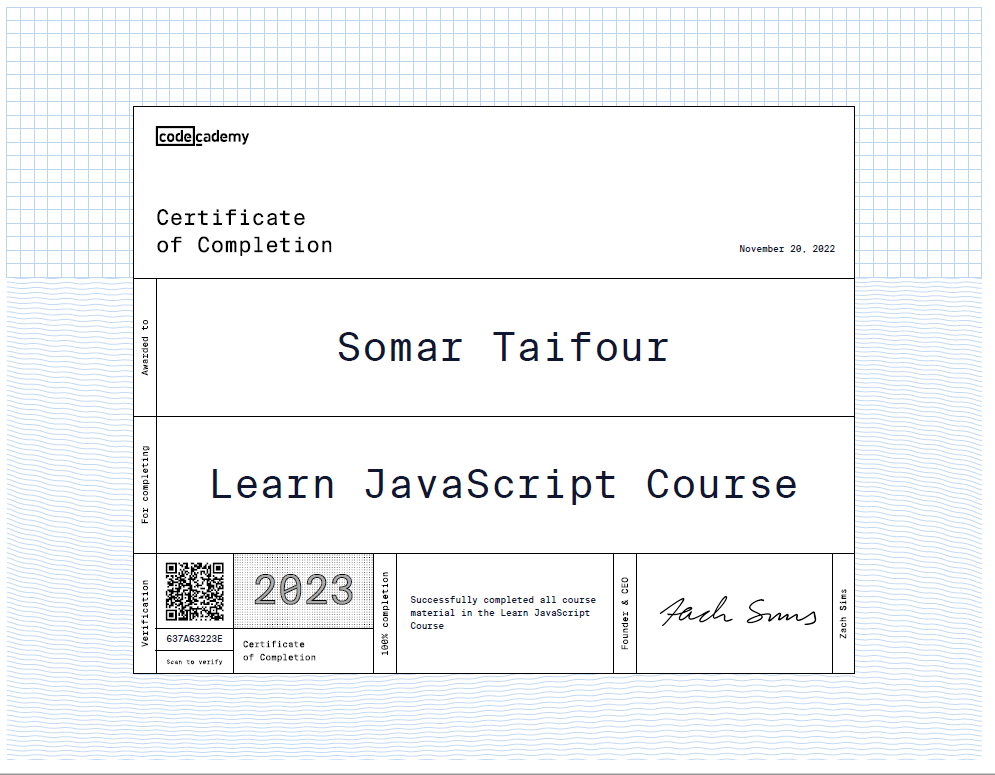 codecademy
Certificate
of Completion
November 20, 2022
Awarded to
Somar Taifour
For completing
Learn JavaScript Course
Verification
637A63223E
Scan to verify
2023
Certificate
of Completion
100% completion
Successfully completed all course
material in the Learn JavaScript
Course
Founder & CEO
Zach Sims
Zach Sims